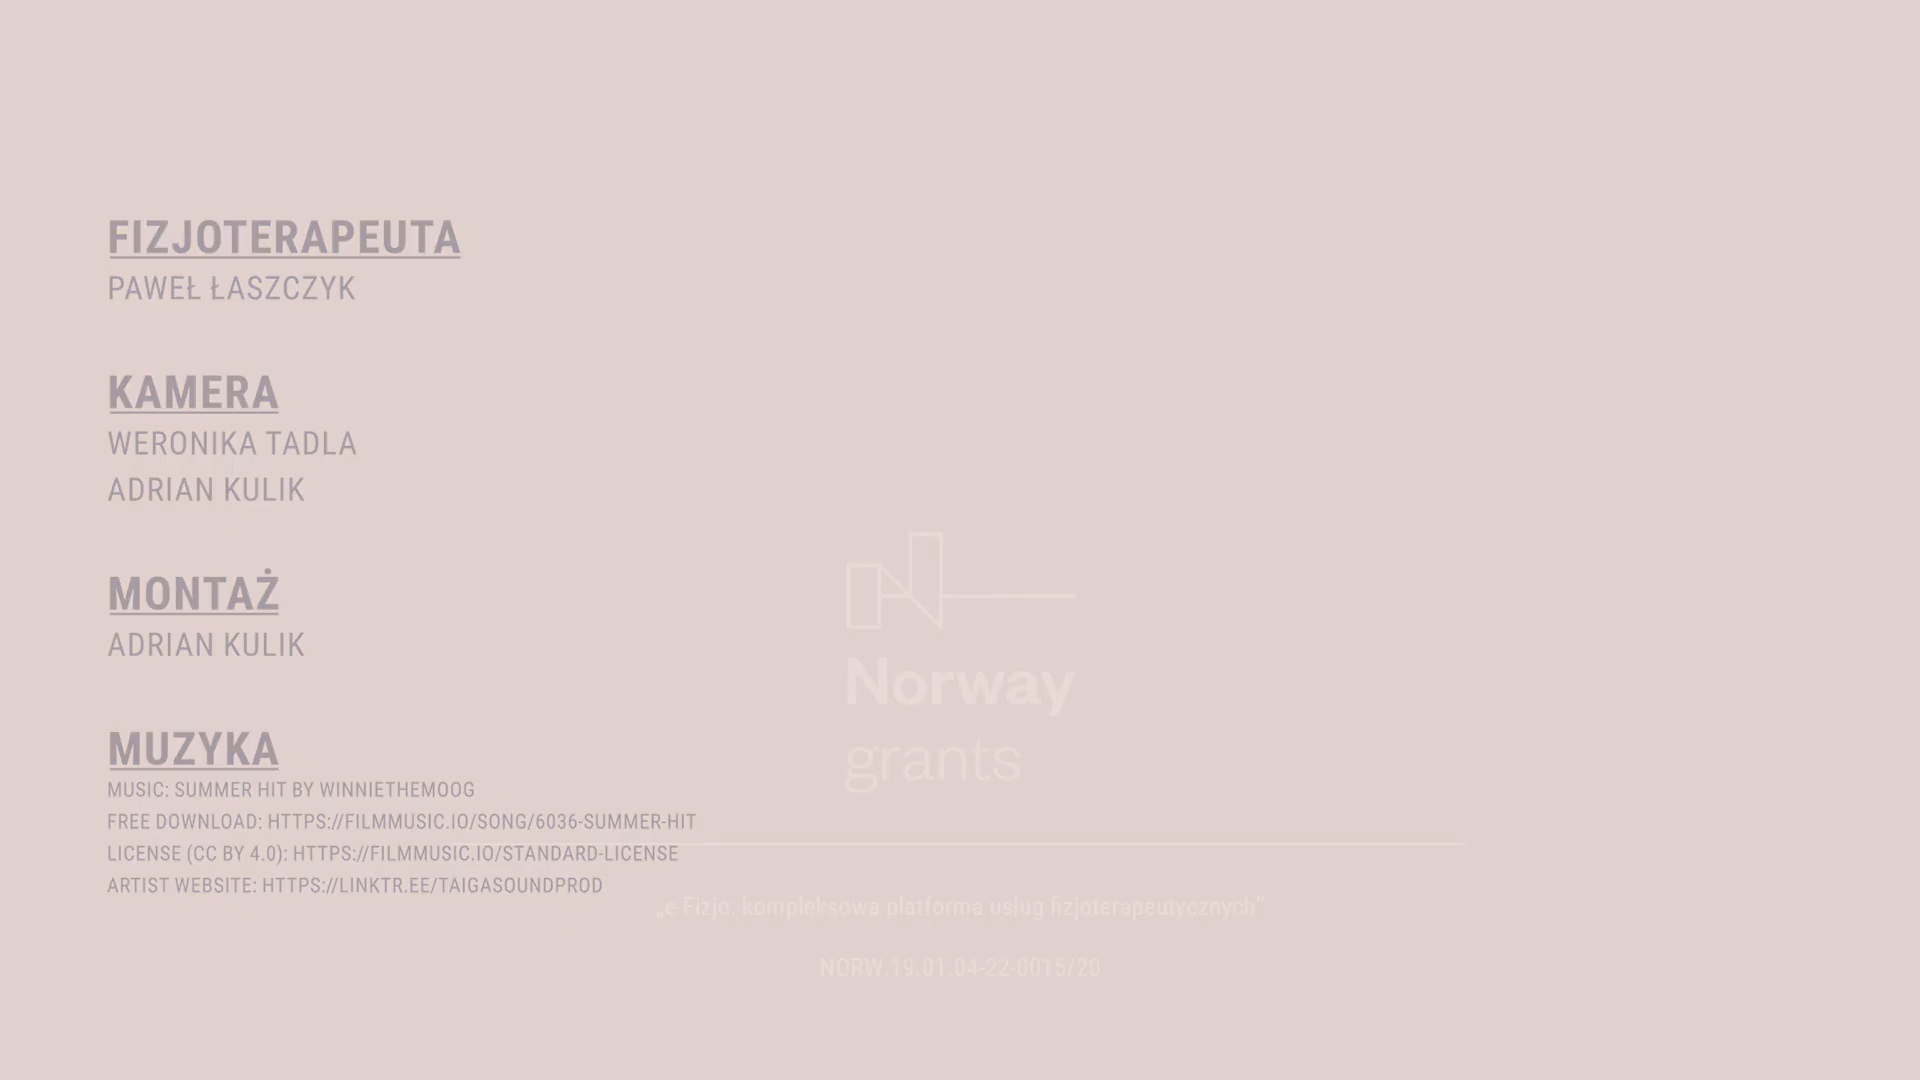 FIZJOTERAPEUTA
PAWEŁ ŁASZCZYK
KAMERA
WERONIKA TADLA
ADRIAN KULIK
MONTAŻ
ADRIAN KULIK
MUZYKA
MUSIC: SUMMER HIT BY WINNIETHEMOOG
FREE DOWNLOAD: HTTPS://FILMMUSIC.IO/SONG/6036-SUMMER-HIT
LICENSE (CC BY 4.0): HTTPS://FILMMUSIC.IO/STANDARD-LICENSE
ARTIST WEBSITE: HTTPS://LINKTR.EE/TAIGASOUNDPROD
Norway
grants
„e-Fizjo: kompleksowa platforma usług fizjoterapeutycznych”
NORW.19.01.04-22-0015/20